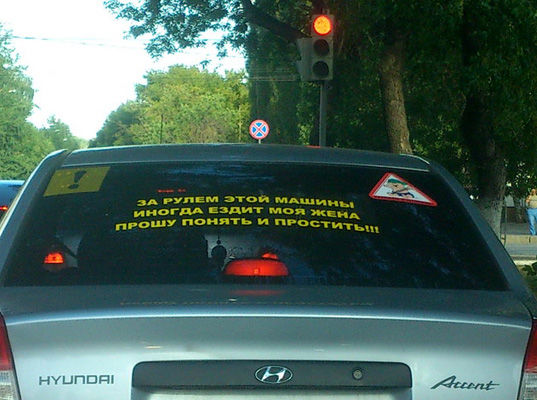 ЗА РУЛЕМ ЭТОЙ МАШИНЫ
ИНОГДА ЕЗДИТ МОЯ ЖЕНА
ПРОШУ ПОНЯТЬ И ПРОСТИТЬ!!!
!
HYUNDAI
Accent